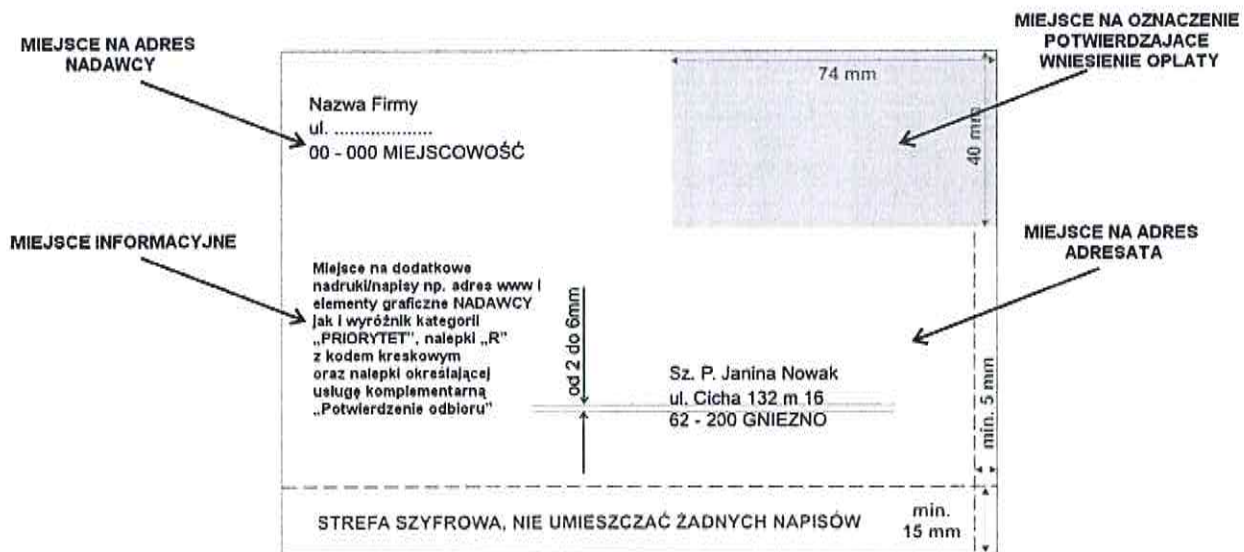 MIEJSCE NA ADRES
NADAWCY
MIEJSCE NA OZNACZENIE
POTWIERDZAJACE
WNIESIENIE OPLATY
74 mm
40 mm
Nazwa Firmy
ul. ...................
00 - 000 MIEJSCOWOŚĆ
MIEJSCE INFORMACYJNE
MIEJSCE NA ADRES
ADRESATA
Miejsce na dodatkowe
nadruki/napisy np. adres www i
elementy graficzne NADAWCY
jak i wyróżnik kategorii
„PRIORYTET”, nalepki „R”
z kodem kreskowym
oraz nalepki określającej
usługę komplementarną
„Potwierdzenie odbioru”
od 2 do 6mm
Sz. P. Janina Nowak
ul. Cicha 132 m 16
62 - 200 GNIEZNO
min. 5 mm
STREFA SZYFROWA, NIE UMIESZCZAĆ ŻADNYCH NAPISÓW
min.
15 mm